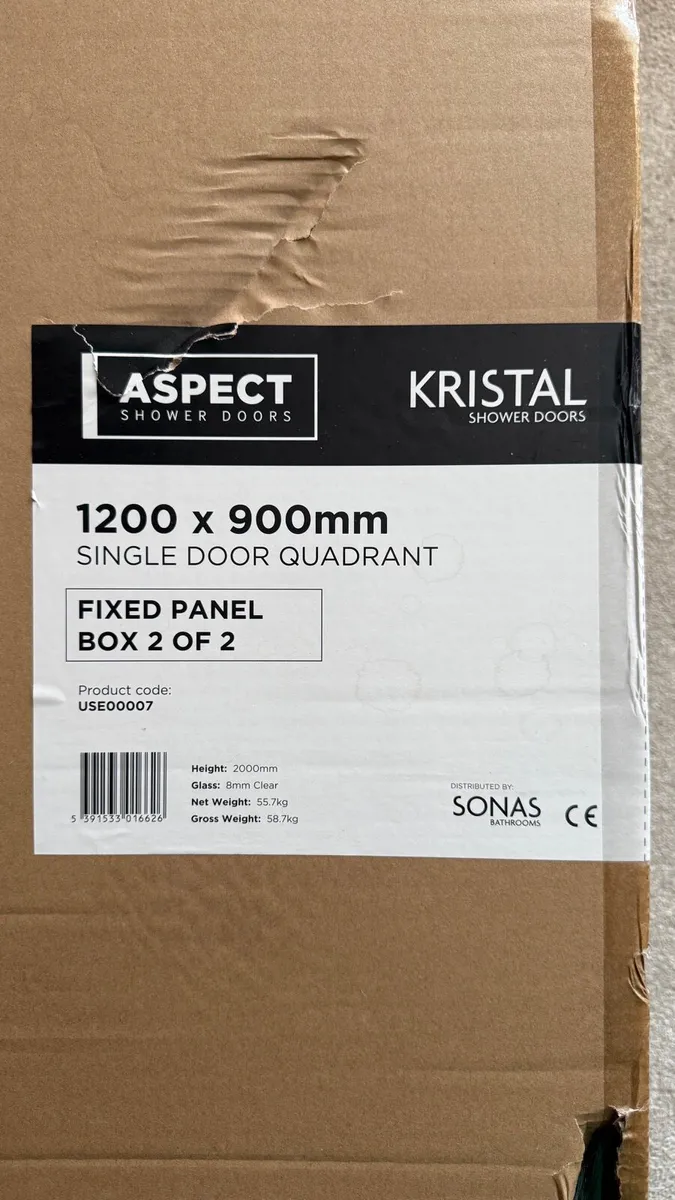 ASPECT
SHOWER DOORS
KRISTAL
SHOWER DOORS
1200 x 900mm
SINGLE DOOR QUADRANT
FIXED PANEL
BOX 2 OF 2
Product code:
USE00007
5 391533 016626
Height: 2000mm
Glass: 8mm Clear
Net Weight: 55.7kg
Gross Weight: 58.7kg
DISTRIBUTED BY:
SONAS
BATHROOMS
CE